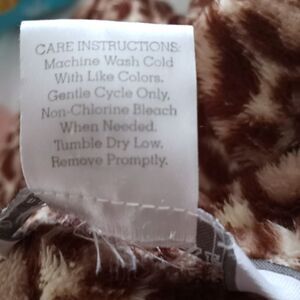 CARE INSTRUCTIONS:
Machine Wash Cold
With Like Colors.
Gentle Cycle Only,
Non-Chlorine Bleach
When Needed.
Tumble Dry Low.
Remove Promptly.